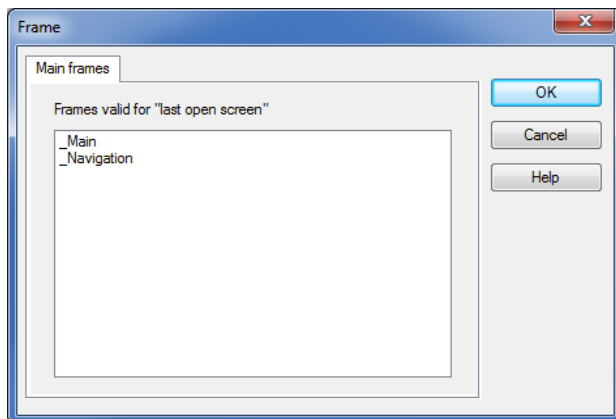 Frame
Main frames
Frames valid for "last open screen"
_Main
_Navigation
OK
Cancel
Help